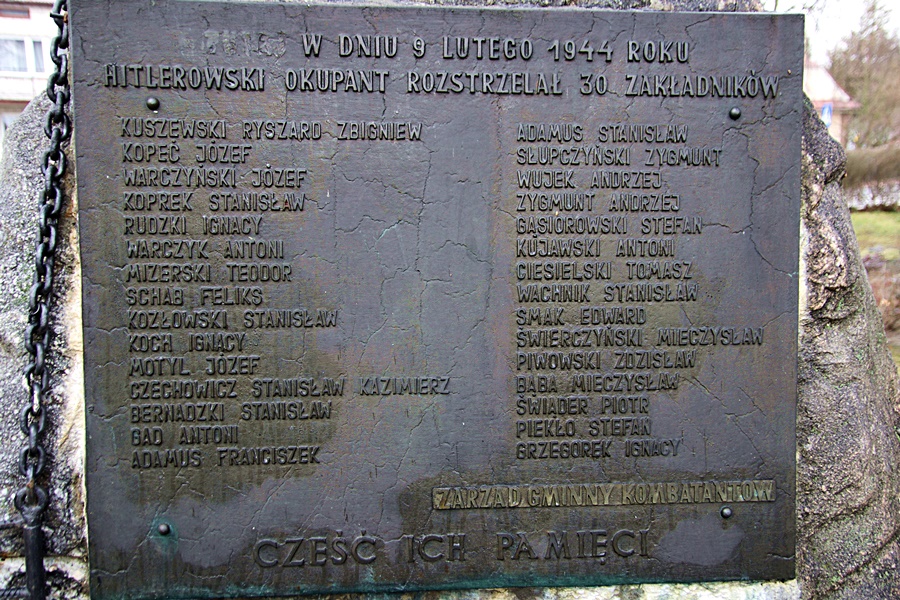 W DNIU 9 LUTEGO 1944 ROKU
HITLEROWSKI OKUPANT ROZSTRZELAŁ 30 ZAKŁADNIKÓW
KUSZEWSKI RYSZARD ZBIGNIEW
KOPEĆ JÓZEF
WARCZYŃSKI JÓZEF
KOPREK STANISŁAW
RUDZKI IGNACY
WARCZYK ANTONI
MIZERSKI TEODOR
SCHAB FELIKS
KOZŁOWSKI STANISŁAW
KOCH IGNACY
MOTYL JÓZEF
CZECHOWICZ STANISŁAW KAZIMIERZ
BERNADZKI STANISŁAW
GAD ANTONI
ADAMUS FRANCISZEK
ADAMUS STANISŁAW
SŁUPCZYŃSKI ZYGMUNT
WUJEK ANDRZEJ
ZYGMUNT ANDRZEJ
GĄSIOROWSKI STEFAN
KUJAWSKI ANTONI
CIESIELSKI TOMASZ
WACHNIK STANISŁAW
SMAK EDWARD
ŚWIERCZYŃSKI MIECZYSŁAW
PIWOWSKI ZDZISŁAW
BABA MIECZYSŁAW
ŚWIADER PIOTR
PIEKŁO STEFAN
GRZEGOREK IGNACY
ZARZĄD GMINNY KOMBATANTÓW
CZEŚĆ ICH PAMIĘCI